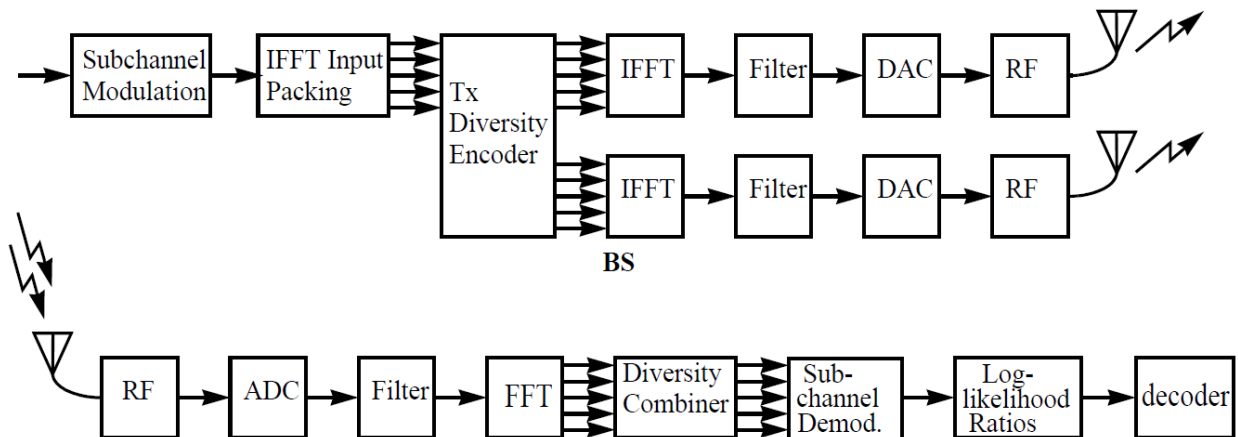 Subchannel
Modulation
IFFT Input
Packing
Tx
Diversity
Encoder
IFFT
Filter
DAC
RF
IFFT
Filter
DAC
RF
BS
RF
ADC
Filter
FFT
Diversity
Combiner
Sub-
channel
Demod.
Log-
likelihood
Ratios
decoder